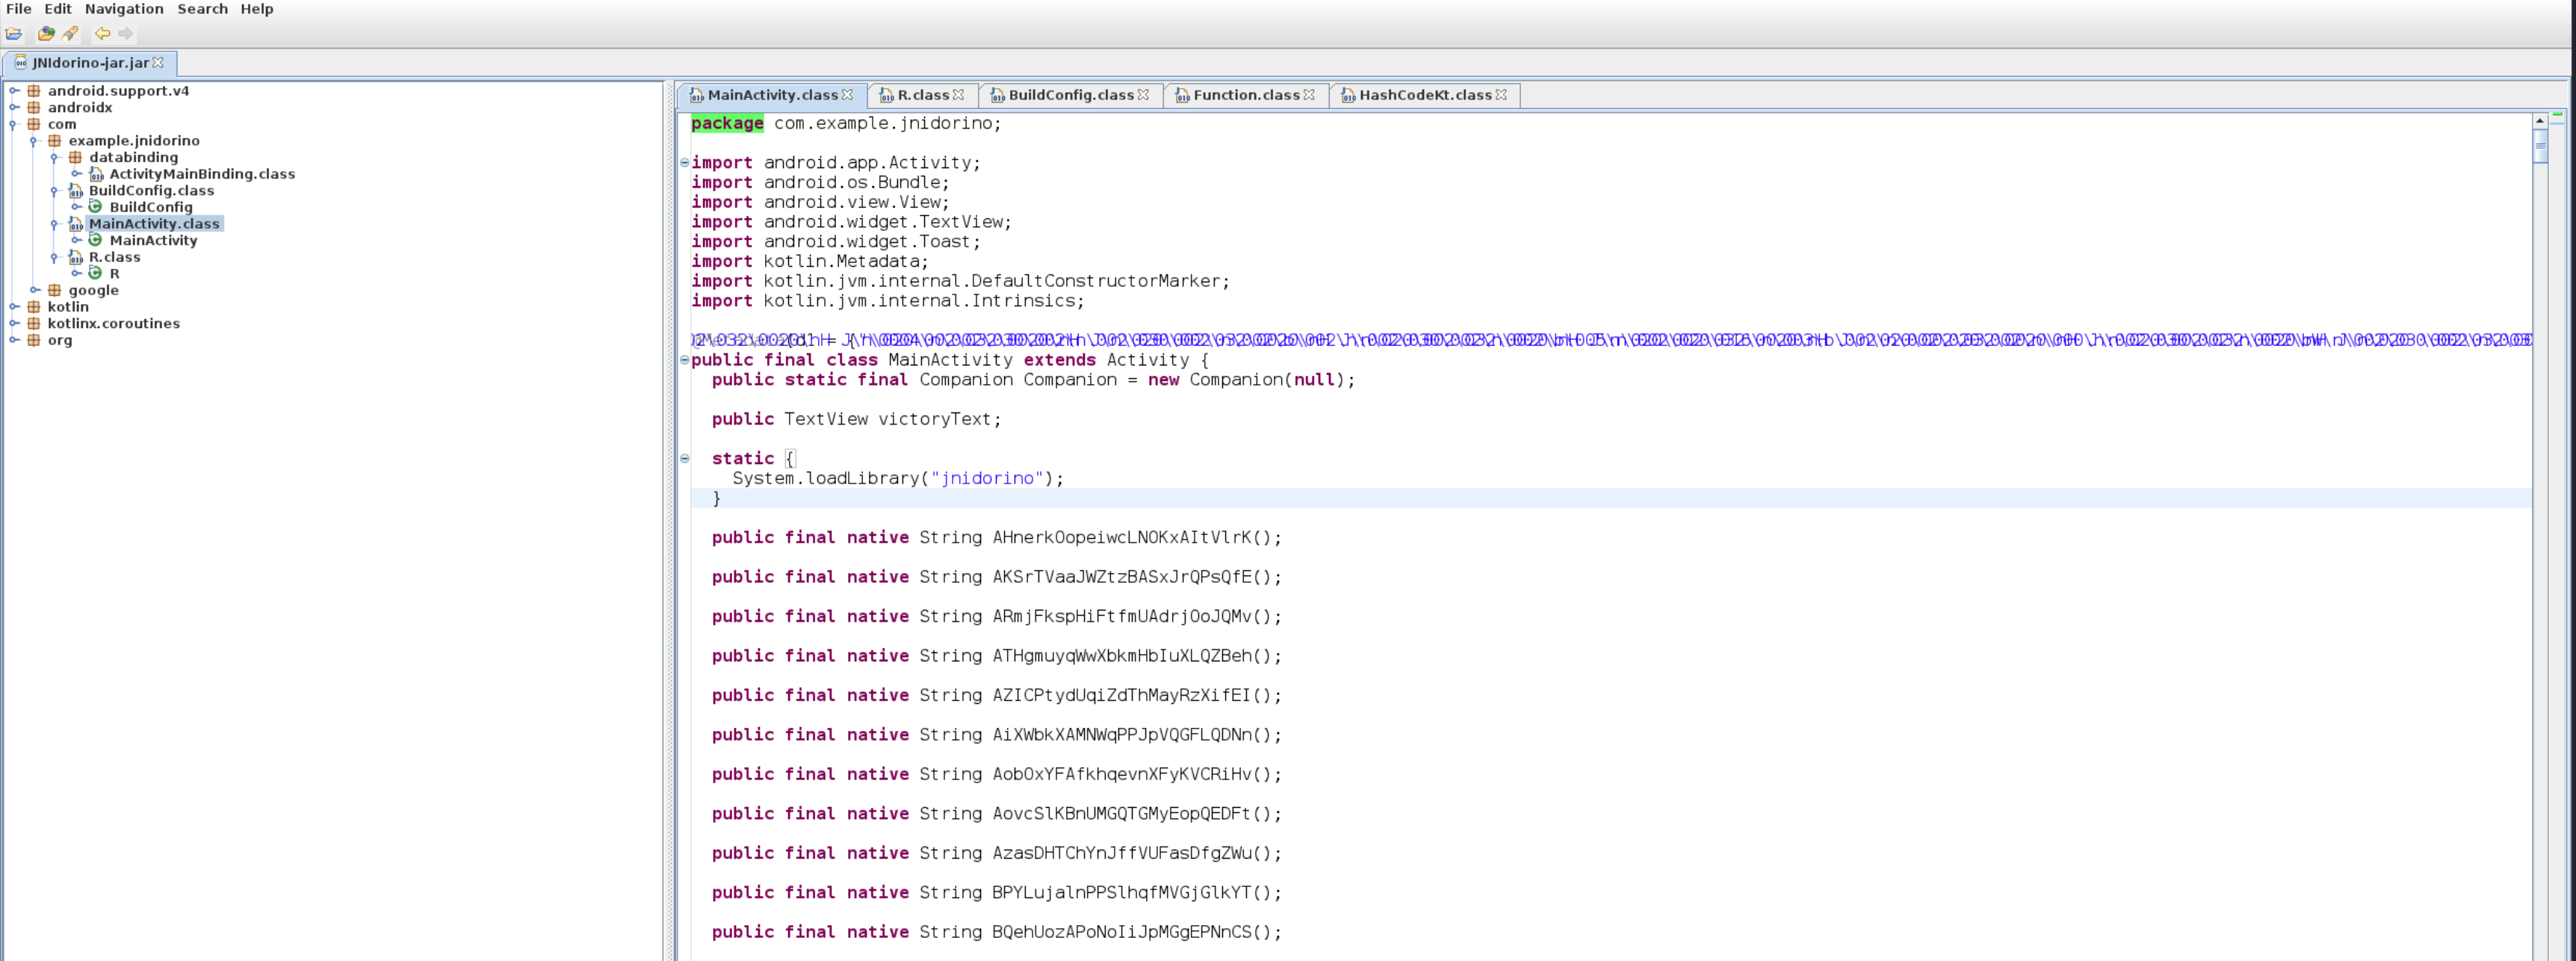 File Edit Navigation Search Help
JNIdorino-jar.jar
android.support.v4
androidx
com
example.jnidorino
databinding
ActivityMainBinding.class
BuildConfig.class
BuildConfig
MainActivity.class
MainActivity
R.class
R
google
kotlin
kotlinx.coroutines
org
MainActivity.class R.class BuildConfig.class Function.class HashCodeKt.class
package com.example.jnidorino;
import android.app.Activity;
import android.os.Bundle;
import android.view.View;
import android.widget.TextView;
import android.widget.Toast;
import kotlin.Metadata;
import kotlin.jvm.internal.DefaultConstructorMarker;
import kotlin.jvm.internal.Intrinsics;
public final class MainActivity extends Activity {
public static final Companion Companion = new Companion(null);
public TextView victoryText;
static {
System.loadLibrary("jnidorino");
}
public final native String AHnerkOopeiwcLNOKxAItVlrK();
public final native String AKSrTVaaJWZtzBASxJrQPsQfE();
public final native String ARmjFkspHiFtfmUAdrjOoJQMv();
public final native String ATHgmuyqWwXbkmHbIuXLQZBeh();
public final native String AZICPtydUqiZdThMayRzXifEI();
public final native String AiXWbkXAMNWqPPJpVQGFLQDNn();
public final native String AobOxYFAfkhqevnXFyKVCRiHv();
public final native String AovcSlKBnUMGQTGMyEopQEDFt();
public final native String AzasDHTChYnJffVUFasDfgZWu();
public final native String BPYLujalnPPSlhqfMVGjGlkYT();
public final native String BQehUozAPoNoIiJpMGgEPNnCS();